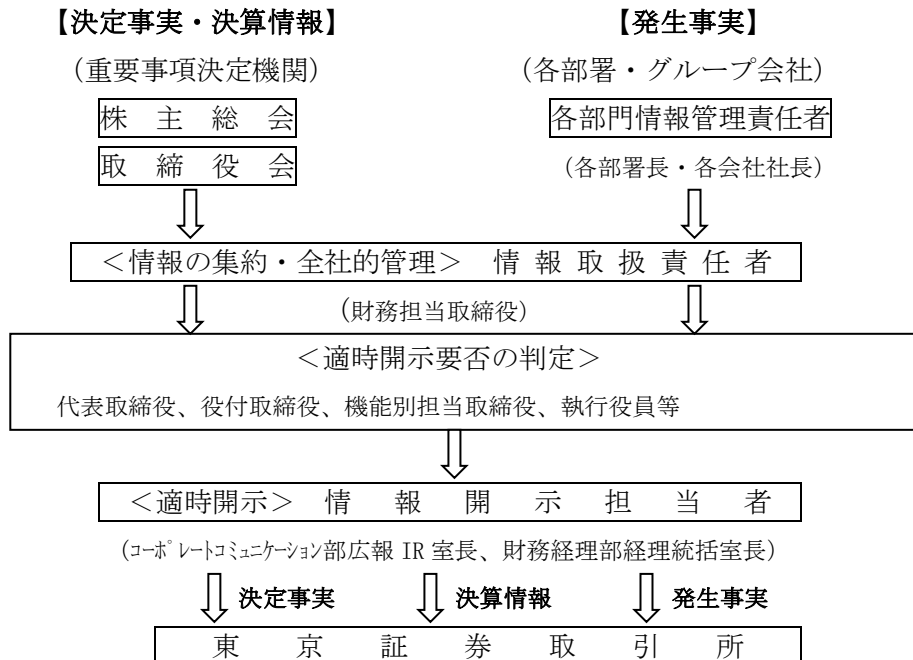 【決定事実・決算情報】 【発生事実】
（重要事項決定機関） （各部署・グループ会社）
株主総会 各部門情報管理責任者
取締役会 （各部署長・各会社社長）
＜情報の集約・全社的管理＞ 情報取扱責任者
（財務担当取締役）
＜適時開示要否の判定＞
代表取締役、役付取締役、機能別担当取締役、執行役員等
＜適時開示＞ 情報開示担当者
（ｺｰﾎﾟﾚｰﾄｺﾐｭﾆｹｰｼｮﾝ部広報 IR 室長、財務経理部経理統括室長）
決定事実 決算情報 発生事実
東京証券取引所